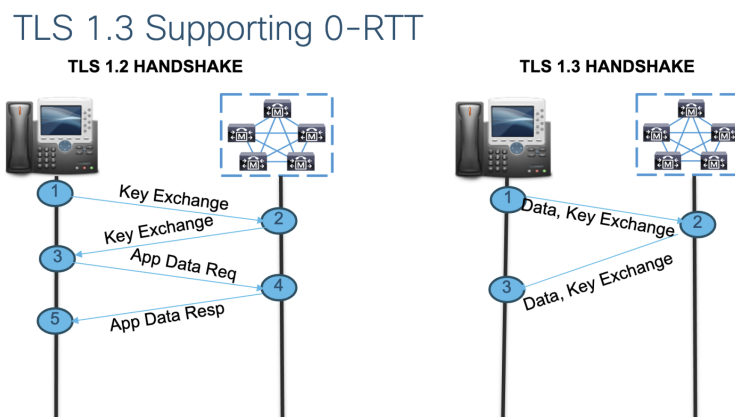 TLS 1.3 Supporting 0-RTT
TLS 1.2 HANDSHAKE
M
M
M
M
M
1
Key Exchange
2
Key Exchange
3
App Data Req
4
App Data Resp
5
TLS 1.3 HANDSHAKE
M
M
M
M
M
1
Data, Key Exchange
2
Data, Key Exchange
3